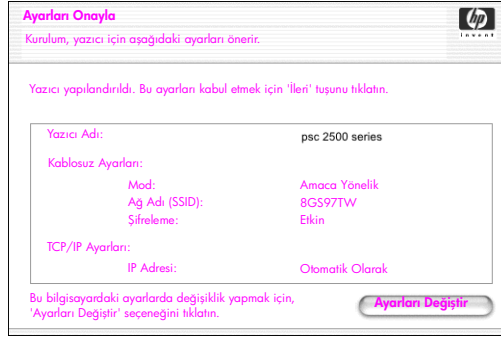 Ayarları Onayla
Kurulum, yazıcı için aşağıdaki ayarları önerir.
hp
invent
Yazıcı yapılandırıldı. Bu ayarları kabul etmek için 'İleri' tuşunu tıklatın.
Yazıcı Adı: psc 2500 series
Kablosuz Ayarları:
Mod: Amaca Yönelik
Ağ Adı (SSID): 8GS97TW
Şifreleme: Etkin
TCP/IP Ayarları:
IP Adresi: Otomatik Olarak
Bu bilgisayardaki ayarlarda değişiklik yapmak için,
'Ayarları Değiştir' seçeneğini tıklatın.
Ayarları Değiştir